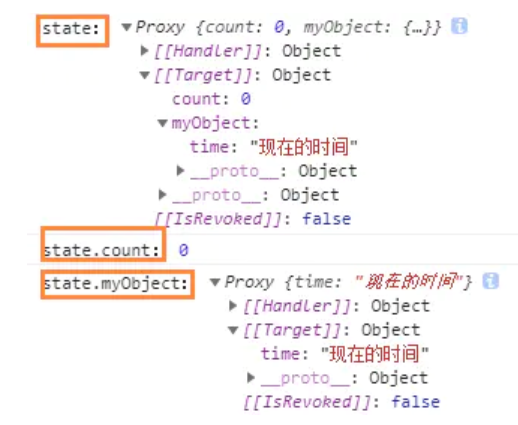 state: ▼Proxy {count: 0, myObject: {…}} i
▶[[Handler]]: Object
▼[[Target]]: Object
count: 0
▼myObject:
time: "现在的时间"
▶__proto__: Object
▶__proto__: Object
[[IsRevoked]]: false
state.count: 0
state.myObject: ▼Proxy {time: "现在的时间"} i
▶[[Handler]]: Object
▼[[Target]]: Object
time: "现在的时间"
▶__proto__: Object
[[IsRevoked]]: false